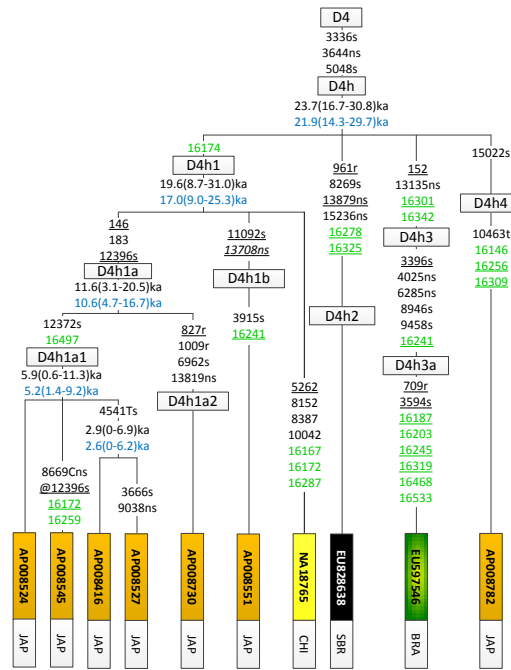 D4
3336s
3644ns
5048s
D4h
23.7(16.7-30.8)ka
21.9(14.3-29.7)ka
16174
D4h1
19.6(8.7-31.0)ka
17.0(9.0-25.3)ka
146
183
12396s
D4h1a
11.6(3.1-20.5)ka
10.6(4.7-16.7)ka
12372s
16497
D4h1a1
5.9(0.6-11.3)ka
5.2(1.4-9.2)ka
8669Cns
@12396s
16172
16259
4541Ts
2.9(0-6.9)ka
2.6(0-6.2)ka
3666s
9038ns
827r
1009r
6962s
13819ns
D4h1a2
11092s
13708ns
D4h1b
3915s
16241
5262
8152
8387
10042
16167
16172
16287
961r
8269s
13879ns
15236ns
16278
16325
D4h2
152
13135ns
16301
16342
D4h3
3396s
4025ns
6285ns
8946s
9458s
16241
D4h3a
709r
3594s
16187
16203
16245
16319
16468
16533
15022s
D4h4
10463t
16146
16256
16309
AP008524
AP008545
AP008416
AP008527
AP008730
AP008551
NA18765
EU828638
EU597546
AP008782
JAP
JAP
JAP
JAP
JAP
JAP
CHI
SBR
BRA
JAP